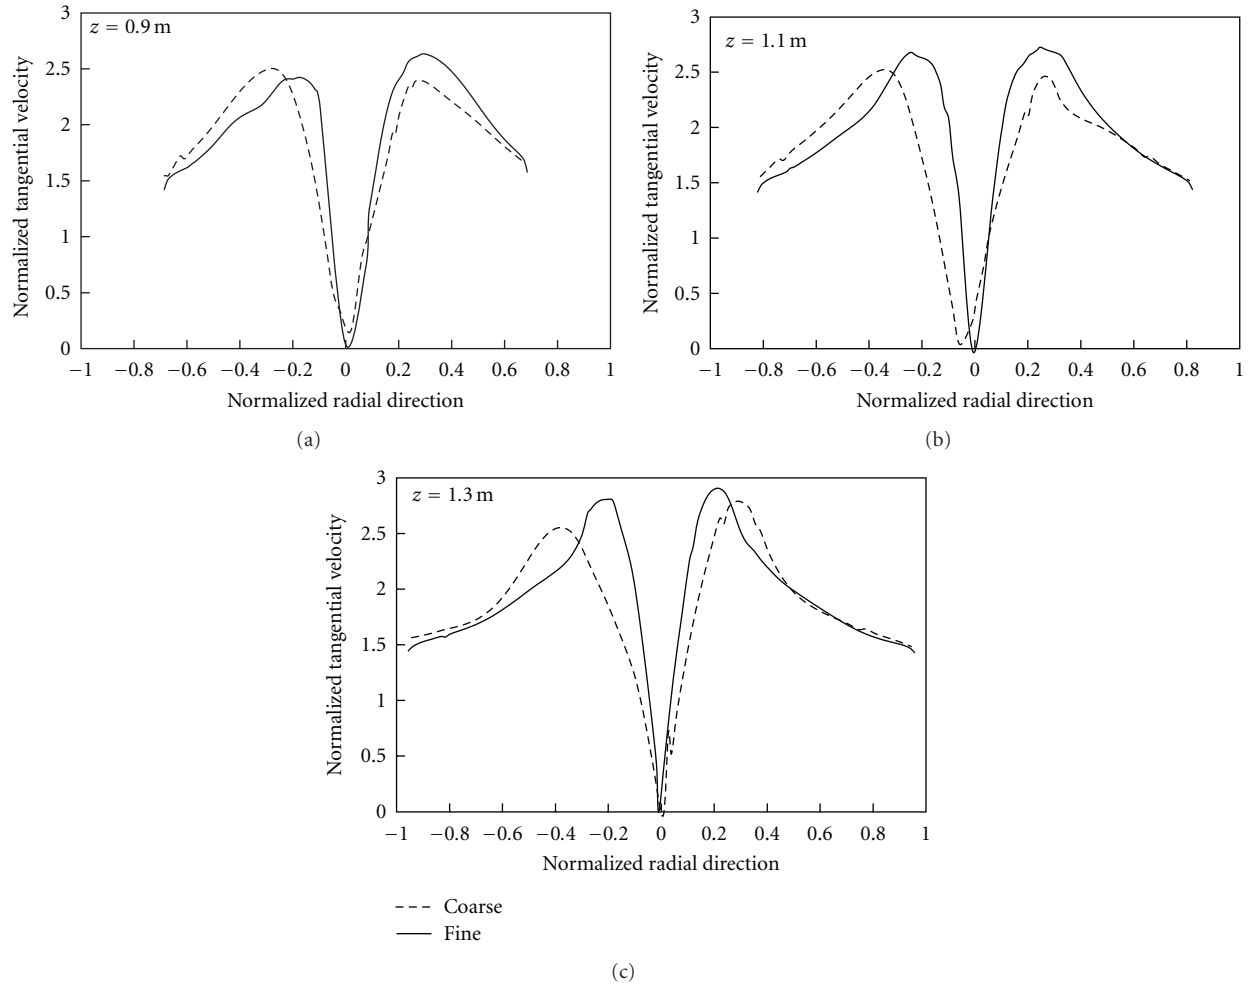 z = 0.9 m
Normalized tangential velocity
3
2.5
2
1.5
1
0.5
0
−1 −0.8 −0.6 −0.4 −0.2 0 0.2 0.4 0.6 0.8 1
Normalized radial direction
(a)
z = 1.1 m
Normalized tangential velocity
3
2.5
2
1.5
1
0.5
0
−1 −0.8 −0.6 −0.4 −0.2 0 0.2 0.4 0.6 0.8 1
Normalized radial direction
(b)
z = 1.3 m
Normalized tangential velocity
3
2.5
2
1.5
1
0.5
0
−1 −0.8 −0.6 −0.4 −0.2 0 0.2 0.4 0.6 0.8 1
Normalized radial direction
Coarse
Fine
(c)